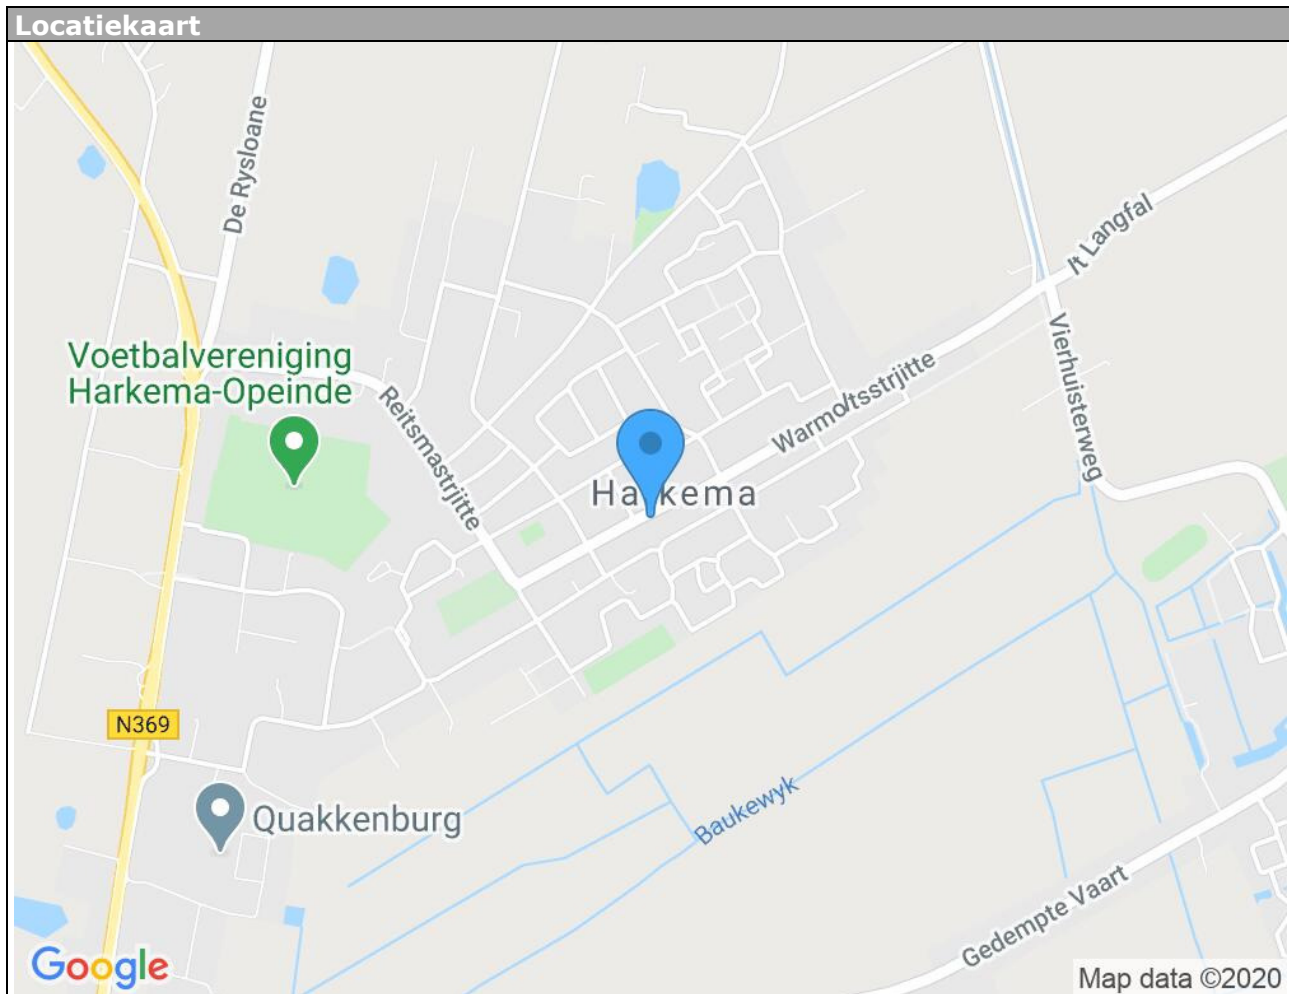 Locatiekaart
De Rysloane
It Langfal
Vierhuisterweg
Voetbalvereniging
Harkema-Opeinde
Reitsmastrjitte
Warmoltsstrjitte
Harkema
N369
Quakkenburg
Baukewyk
Gedempte Vaart
Google
Map data ©2020